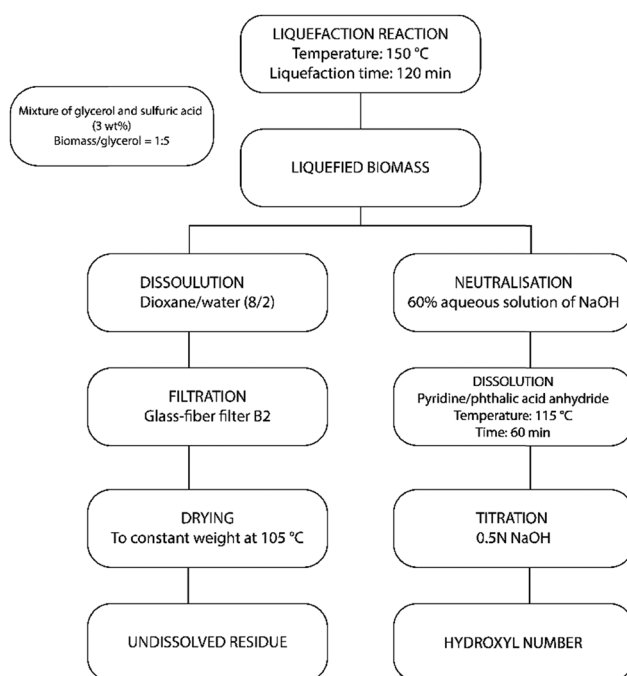 LIQUEFACTION REACTION
Temperature: 150 °C
Liquefaction time: 120 min
Mixture of glycerol and sulfuric acid
(3 wt%)
Biomass/glycerol = 1:5
LIQUEFIED BIOMASS
DISSOULUTION
Dioxane/water (8/2)
NEUTRALISATION
60% aqueous solution of NaOH
FILTRATION
Glass-fiber filter B2
DISSOLUTION
Pyridine/phthalic acid anhydride
Temperature: 115 °C
Time: 60 min
DRYING
To constant weight at 105 °C
TITRATION
0.5N NaOH
UNDISSOLVED RESIDUE
HYDROXYL NUMBER